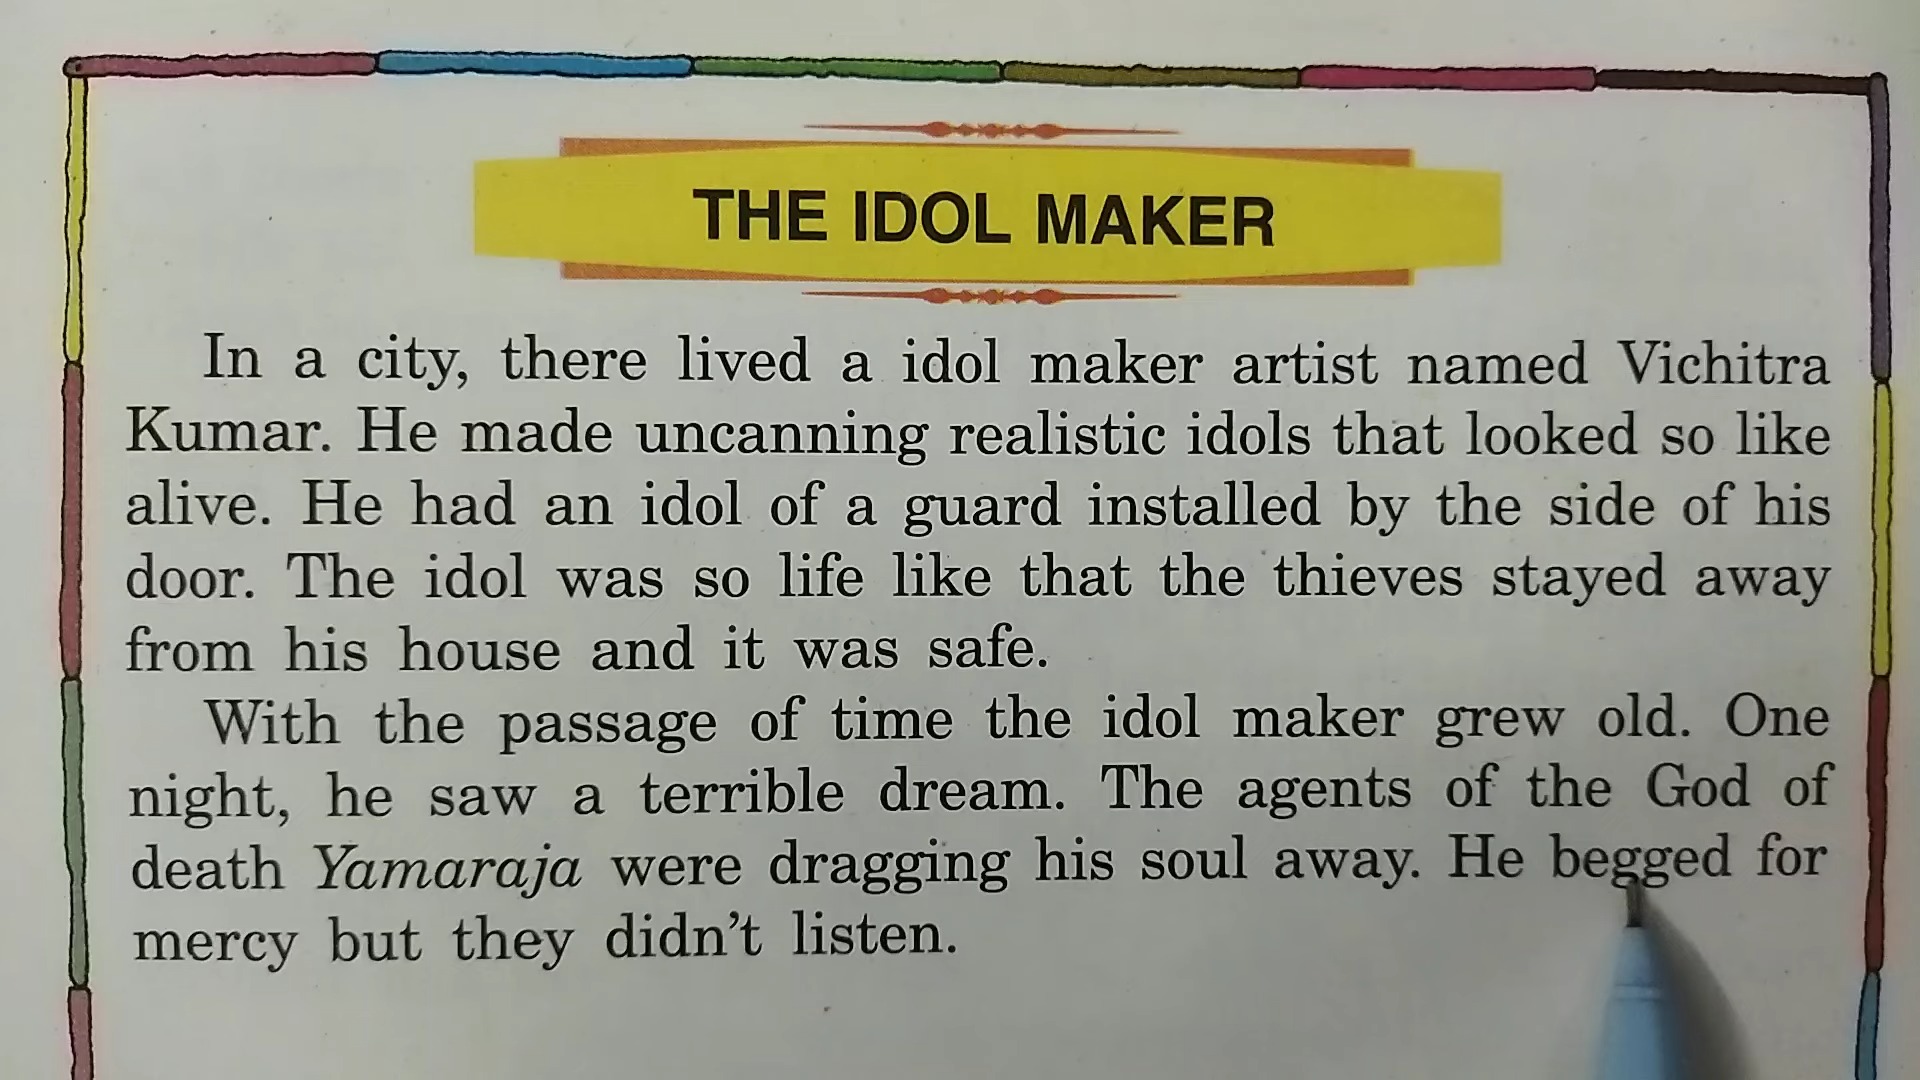 THE IDOL MAKER
In a city, there lived a idol maker artist named Vichitra
Kumar. He made uncanning realistic idols that looked so like
alive. He had an idol of a guard installed by the side of his
door. The idol was so life like that the thieves stayed away
from his house and it was safe.
With the passage of time the idol maker grew old. One
night, he saw a terrible dream. The agents of the God of
death Yamaraja were dragging his soul away. He begged for
mercy but they didn't listen.